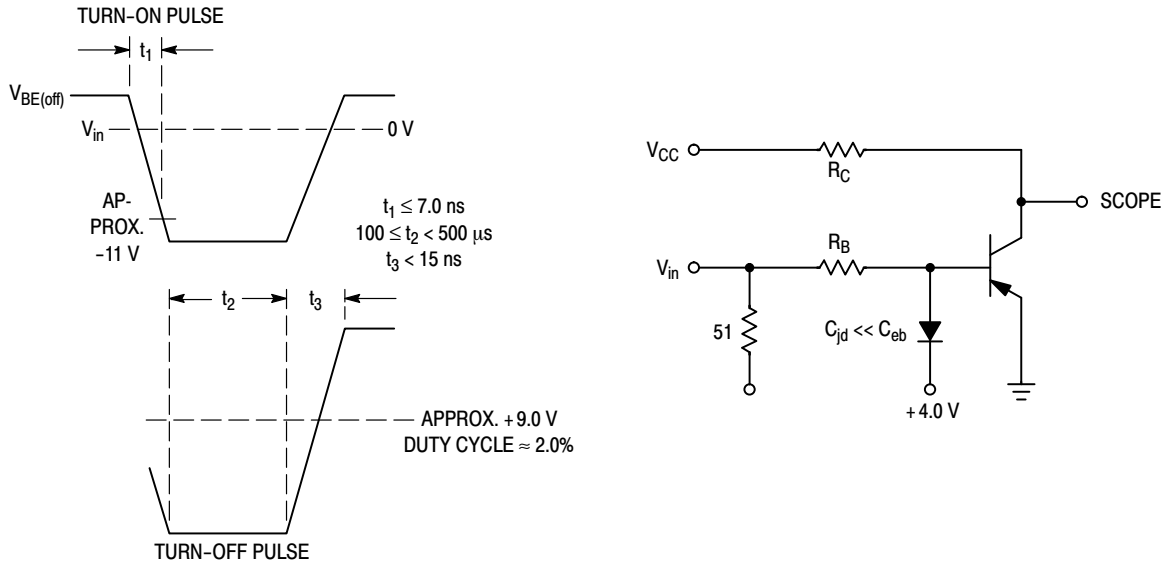 TURN-ON PULSE
t1
VBE(off)
Vin
0 V
AP-
PROX.
-11 V
t1 ≤ 7.0 ns
100 ≤ t2 < 500 μs
t3 < 15 ns
t2
t3
APPROX. +9.0 V
DUTY CYCLE ≈ 2.0%
TURN-OFF PULSE
VCC
RC
SCOPE
Vin
RB
51
Cjd << Ceb
+4.0 V